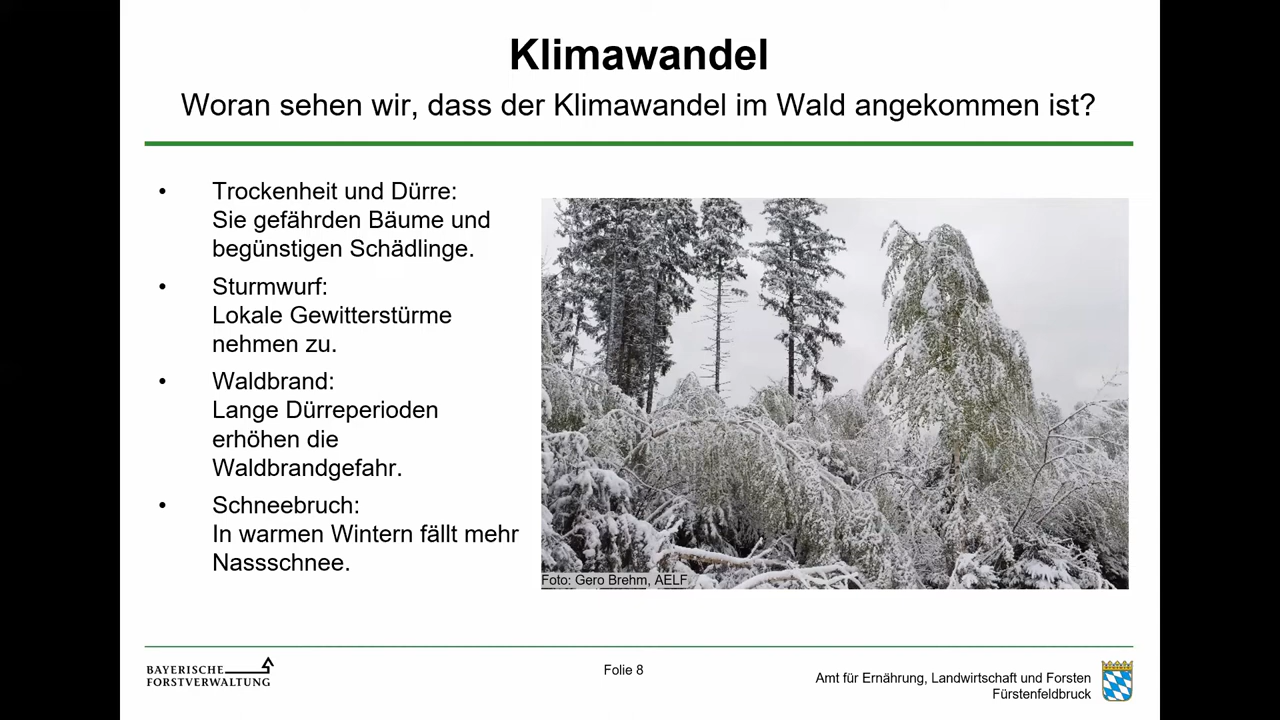 Klimawandel
Woran sehen wir, dass der Klimawandel im Wald angekommen ist?
• Trockenheit und Dürre:
Sie gefährden Bäume und
begünstigen Schädlinge.
• Sturmwurf:
Lokale Gewitterstürme
nehmen zu.
• Waldbrand:
Lange Dürreperioden
erhöhen die
Waldbrandgefahr.
• Schneebruch:
In warmen Wintern fällt mehr
Nassschnee.
Foto: Gero Brehm, AELF
BAYERISCHE
FORSTVERWALTUNG
Folie 8
Amt für Ernährung, Landwirtschaft und Forsten
Fürstenfeldbruck